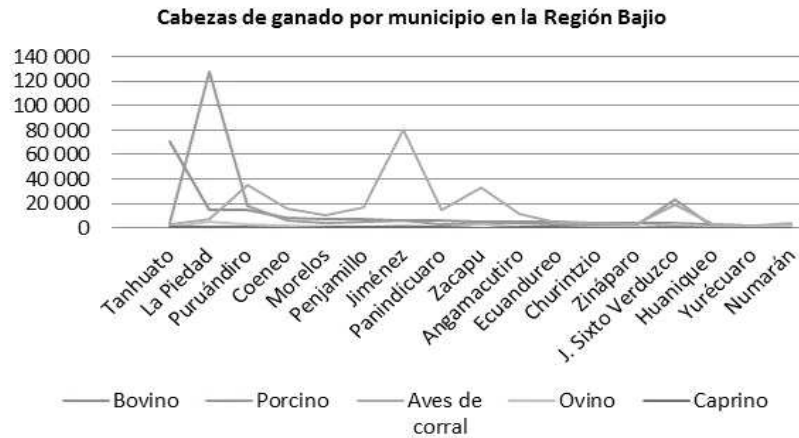 Cabezas de ganado por municipio en la Región Bajio
140 000
120 000
100 000
80 000
60 000
40 000
20 000
0
Tanhuato
La Piedad
Puruándiro
Coeneo
Morelos
Penjamillo
Jiménez
Panindicuaro
Zacapu
Angamacutiro
Ecuandureo
Churintzio
Zináparo
J. Sixto Verduzco
Huaniqueo
Yurécuaro
Numarán
Bovino
Porcino
Aves de
corral
Ovino
Caprino